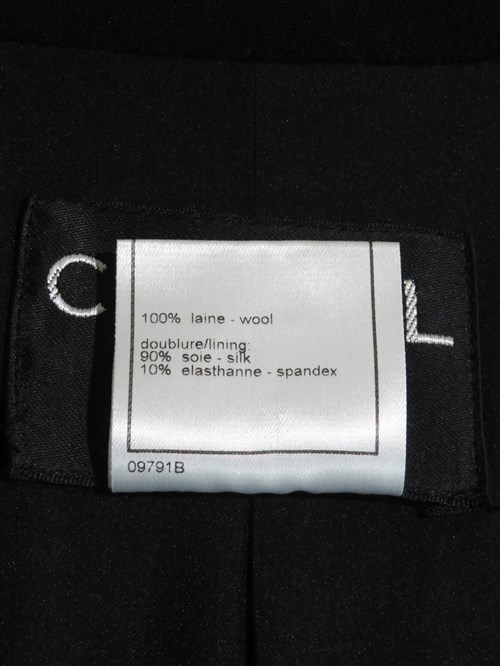 C L
100% laine - wool
doublure/lining:
90% soie - silk
10% elasthanne - spandex
09791B